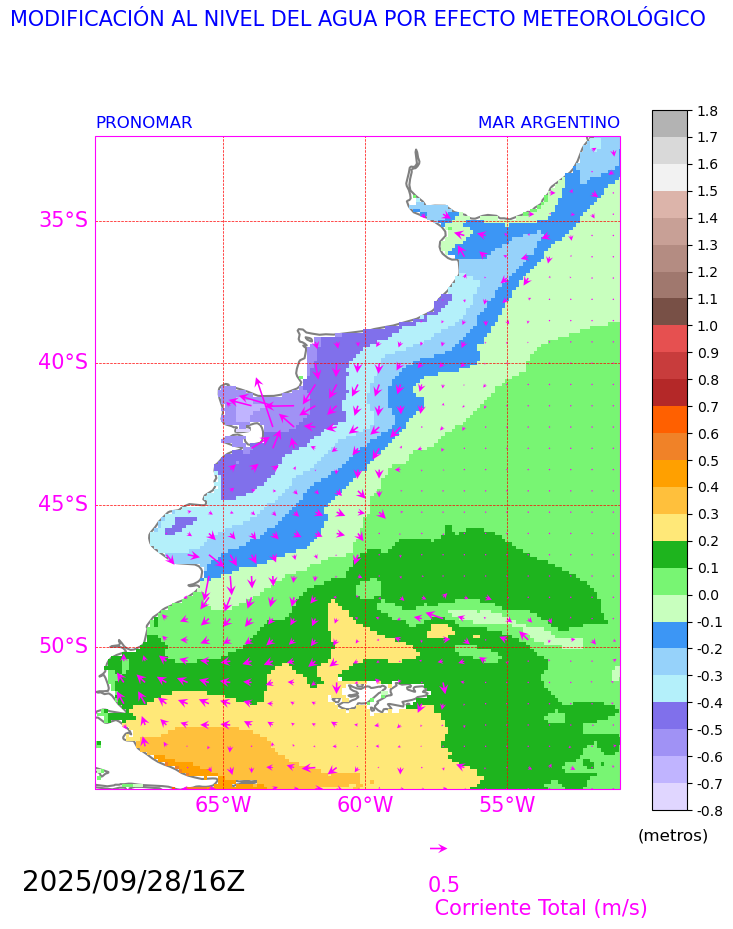 MODIFICACIÓN AL NIVEL DEL AGUA POR EFECTO METEOROLÓGICO
PRONOMAR
MAR ARGENTINO
35°S
40°S
45°S
50°S
65°W
60°W
55°W
1.8
1.7
1.6
1.5
1.4
1.3
1.2
1.1
1.0
0.9
0.8
0.7
0.6
0.5
0.4
0.3
0.2
0.1
0.0
-0.1
-0.2
-0.3
-0.4
-0.5
-0.6
-0.7
-0.8
(metros)
2025/09/28/16Z
0.5
Corriente Total (m/s)